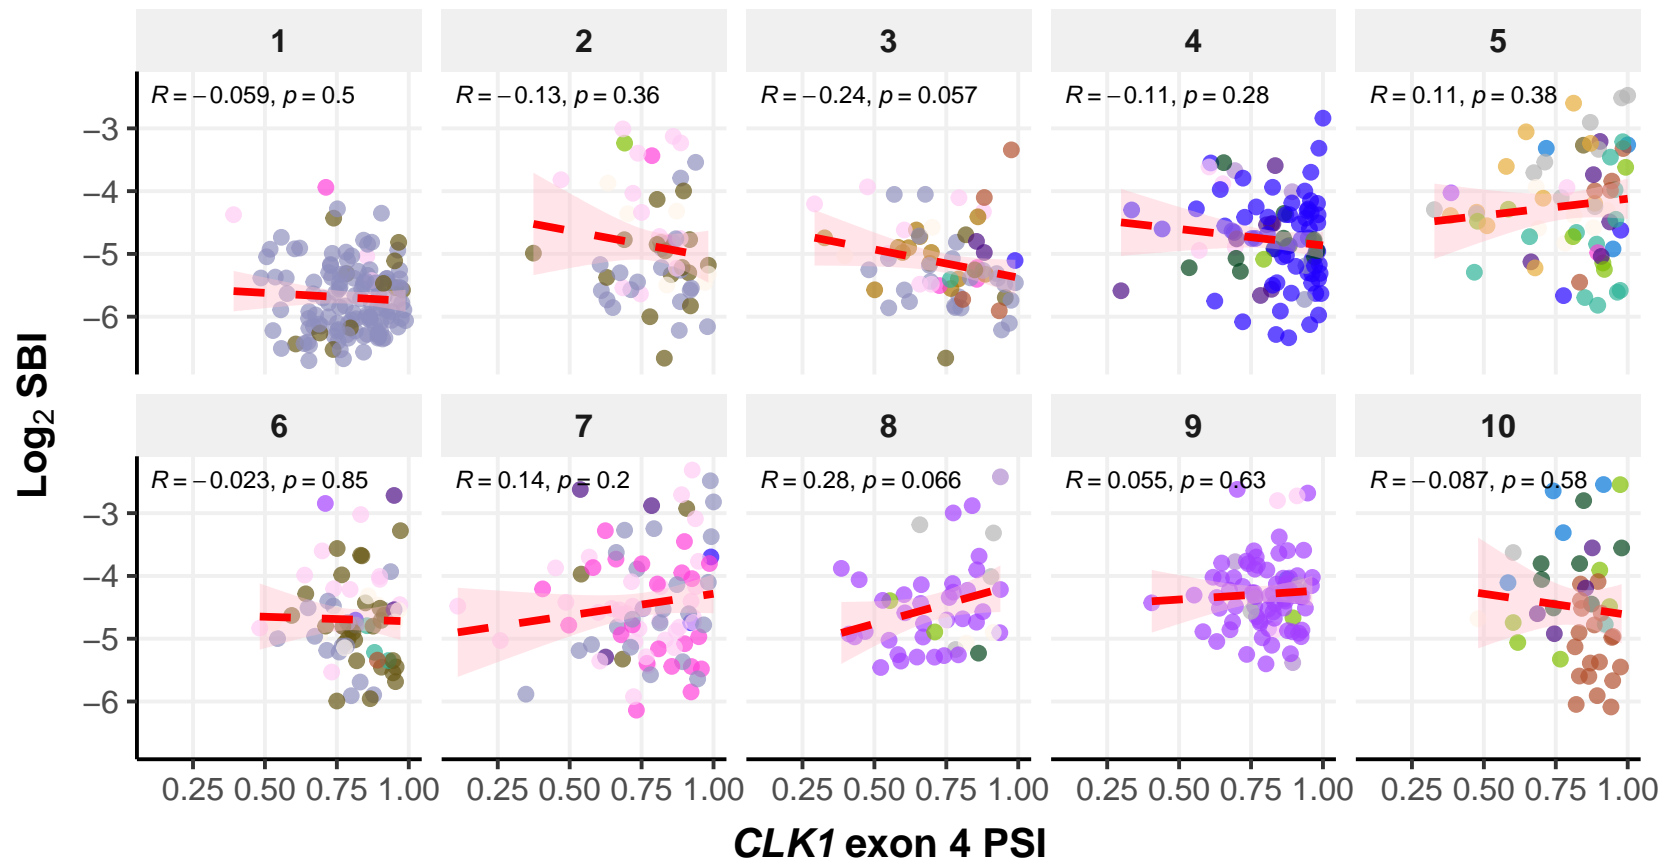 1 2 3 4 5
R = −0.059, p = 0.5 R = −0.13, p = 0.36 R = −0.24, p = 0.057 R = −0.11, p = 0.28 R = 0.11, p = 0.38
−3
−4
−5
−6
6 7 8 9 10
R = −0.023, p = 0.85 R = 0.14, p = 0.2 R = 0.28, p = 0.066 R = 0.055, p = 0.63 R = −0.087, p = 0.58
−3
−4
−5
−6
0.25 0.50 0.75 1.00 0.25 0.50 0.75 1.00 0.25 0.50 0.75 1.00 0.25 0.50 0.75 1.00 0.25 0.50 0.75 1.00
CLK1 exon 4 PSI
Log₂ SBI